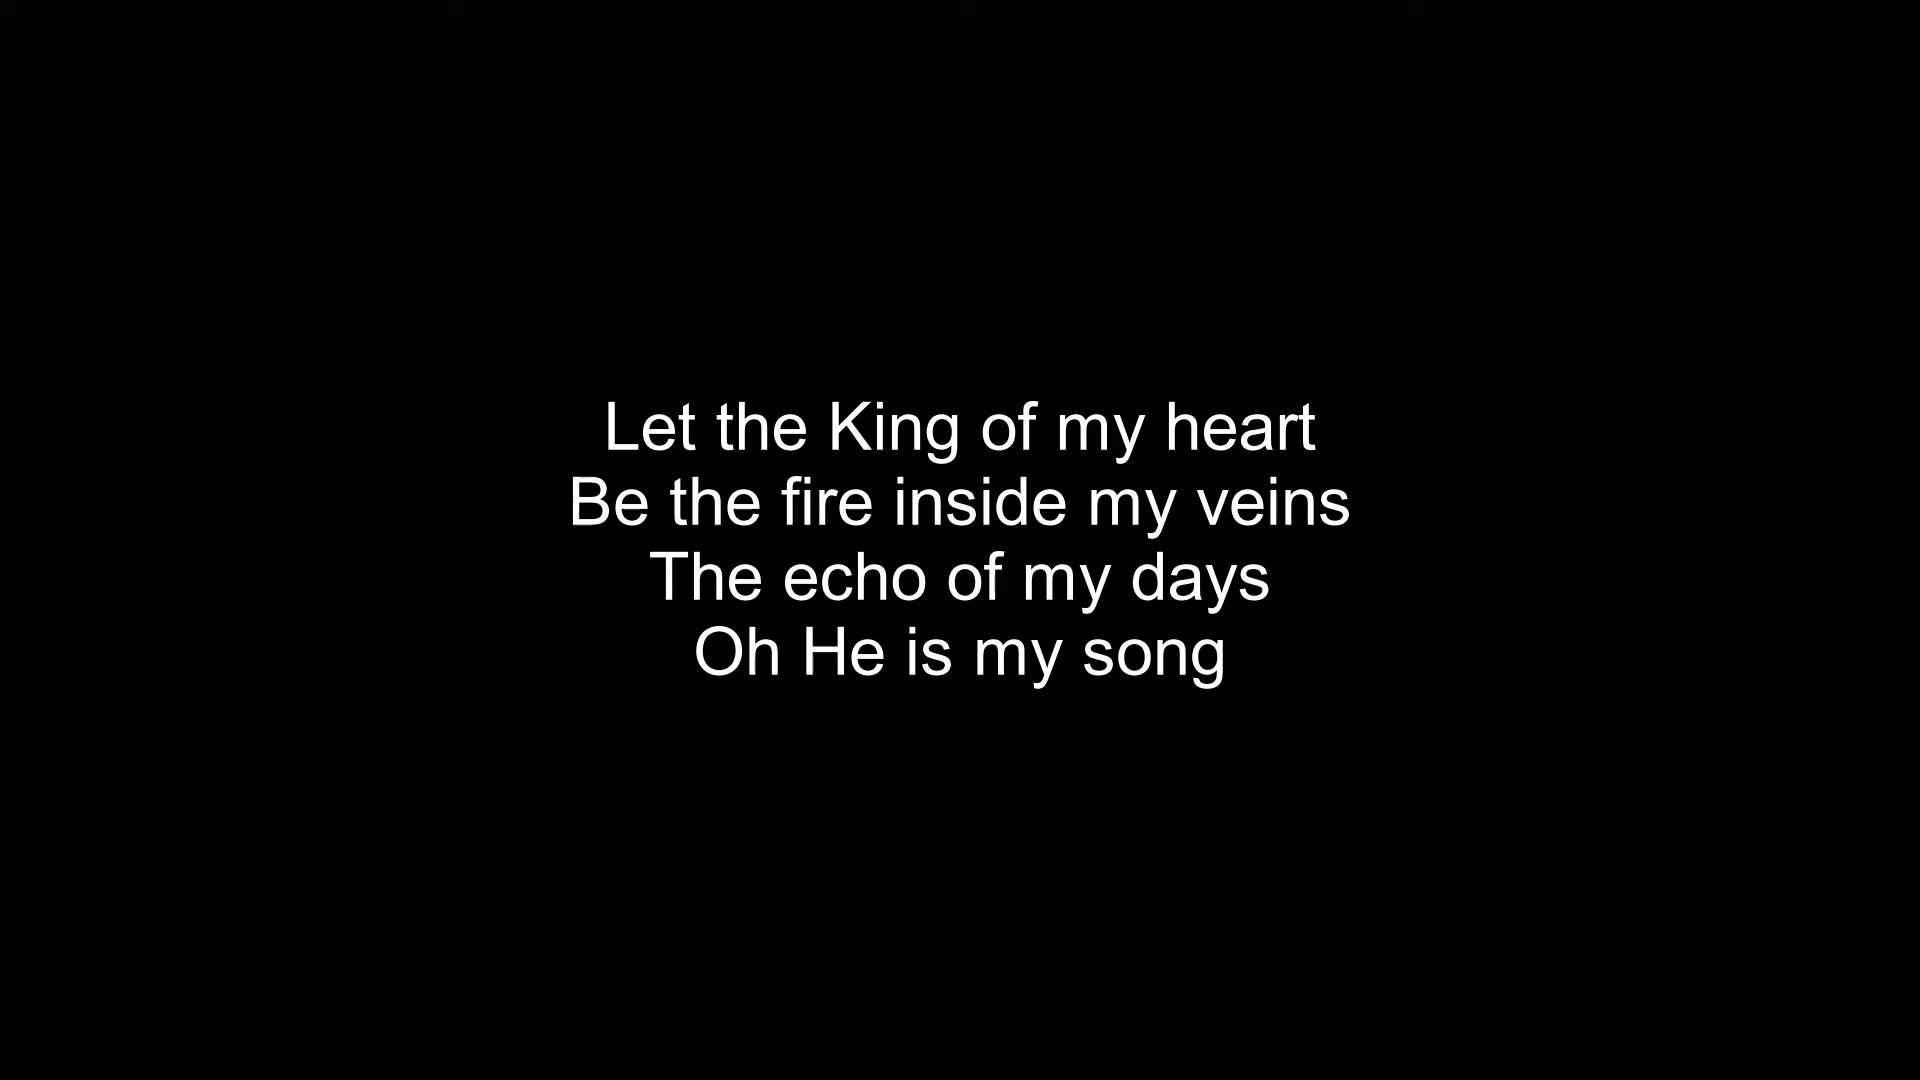 Let the King of my heart
Be the fire inside my veins
The echo of my days
Oh He is my song